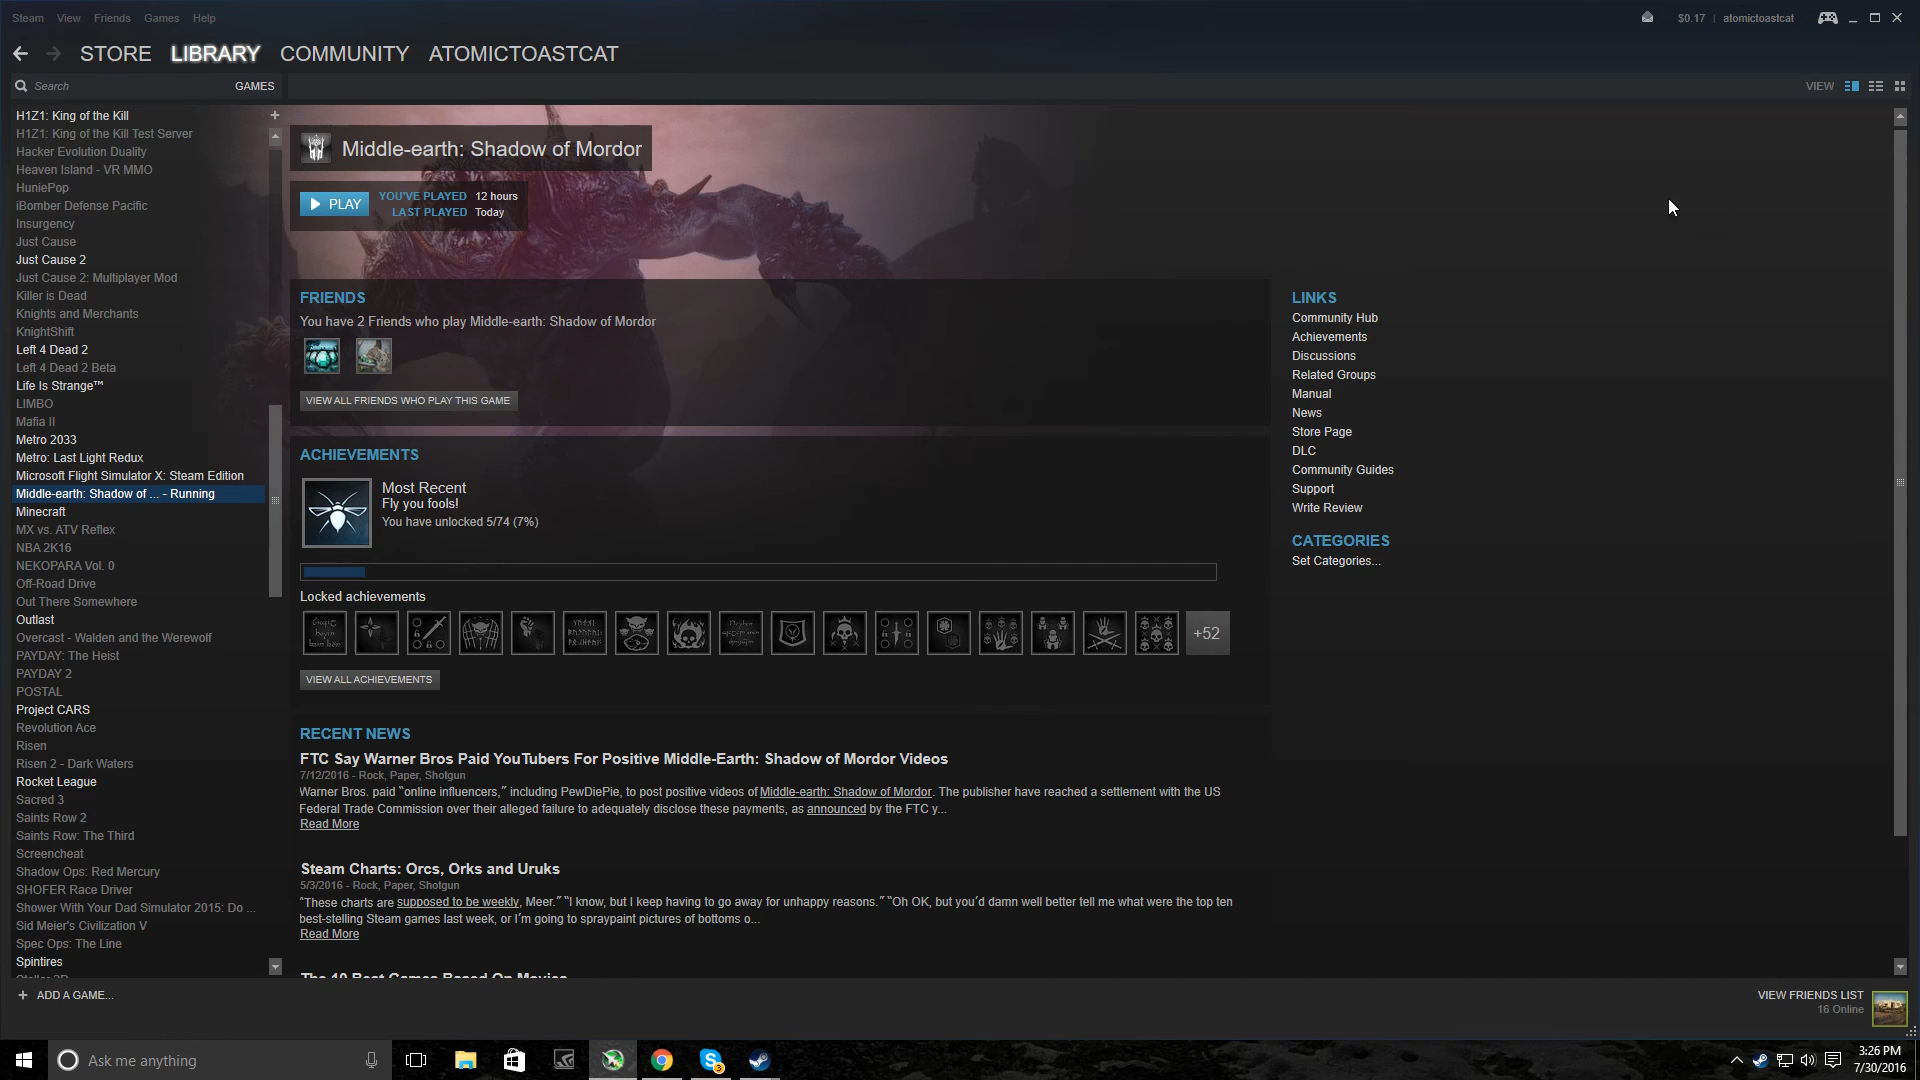 Steam View Friends Games Help
$0.17 | atomictoastcat
STORE LIBRARY COMMUNITY ATOMICTOASTCAT
Search GAMES
VIEW
H1Z1: King of the Kill
H1Z1: King of the Kill Test Server
Hacker Evolution Duality
Heaven Island - VR MMO
HuniePop
iBomber Defense Pacific
Insurgency
Just Cause
Just Cause 2
Just Cause 2: Multiplayer Mod
Killer is Dead
Knights and Merchants
KnightShift
Left 4 Dead 2
Left 4 Dead 2 Beta
Life Is Strange™
LIMBO
Mafia II
Metro 2033
Metro: Last Light Redux
Microsoft Flight Simulator X: Steam Edition
Middle-earth: Shadow of ... - Running
Minecraft
MX vs. ATV Reflex
NBA 2K16
NEKOPARA Vol. 0
Off-Road Drive
Out There Somewhere
Outlast
Overcast - Walden and the Werewolf
PAYDAY: The Heist
PAYDAY 2
POSTAL
Project CARS
Revolution Ace
Risen
Risen 2 - Dark Waters
Rocket League
Sacred 3
Saints Row 2
Saints Row: The Third
Screencheat
Shadow Ops: Red Mercury
SHOFER Race Driver
Shower With Your Dad Simulator 2015: Do ...
Sid Meier's Civilization V
Spec Ops: The Line
Spintires
+ ADD A GAME...
Middle-earth: Shadow of Mordor
PLAY
YOU'VE PLAYED 12 hours
LAST PLAYED Today
FRIENDS
You have 2 Friends who play Middle-earth: Shadow of Mordor
VIEW ALL FRIENDS WHO PLAY THIS GAME
ACHIEVEMENTS
Most Recent
Fly you fools!
You have unlocked 5/74 (7%)
Locked achievements
+52
VIEW ALL ACHIEVEMENTS
RECENT NEWS
FTC Say Warner Bros Paid YouTubers For Positive Middle-Earth: Shadow of Mordor Videos
7/12/2016 - Rock, Paper, Shotgun
Warner Bros. paid “online influencers,” including PewDiePie, to post positive videos of Middle-earth: Shadow of Mordor. The publisher have reached a settlement with the US
Federal Trade Commission over their alleged failure to adequately disclose these payments, as announced by the FTC y...
Read More
Steam Charts: Orcs, Orks and Uruks
5/3/2016 - Rock, Paper, Shotgun
“These charts are supposed to be weekly, Meer.” “I know, but I keep having to go away for unhappy reasons.” “Oh OK, but you’d damn well better tell me what were the top ten
best-stelling Steam games last week, or I’m going to spraypaint pictures of bottoms o...
Read More
The 10 Best Games Based On Movies
LINKS
Community Hub
Achievements
Discussions
Related Groups
Manual
News
Store Page
DLC
Community Guides
Support
Write Review
CATEGORIES
Set Categories...
VIEW FRIENDS LIST
16 Online
Ask me anything
3
3:26 PM
7/30/2016